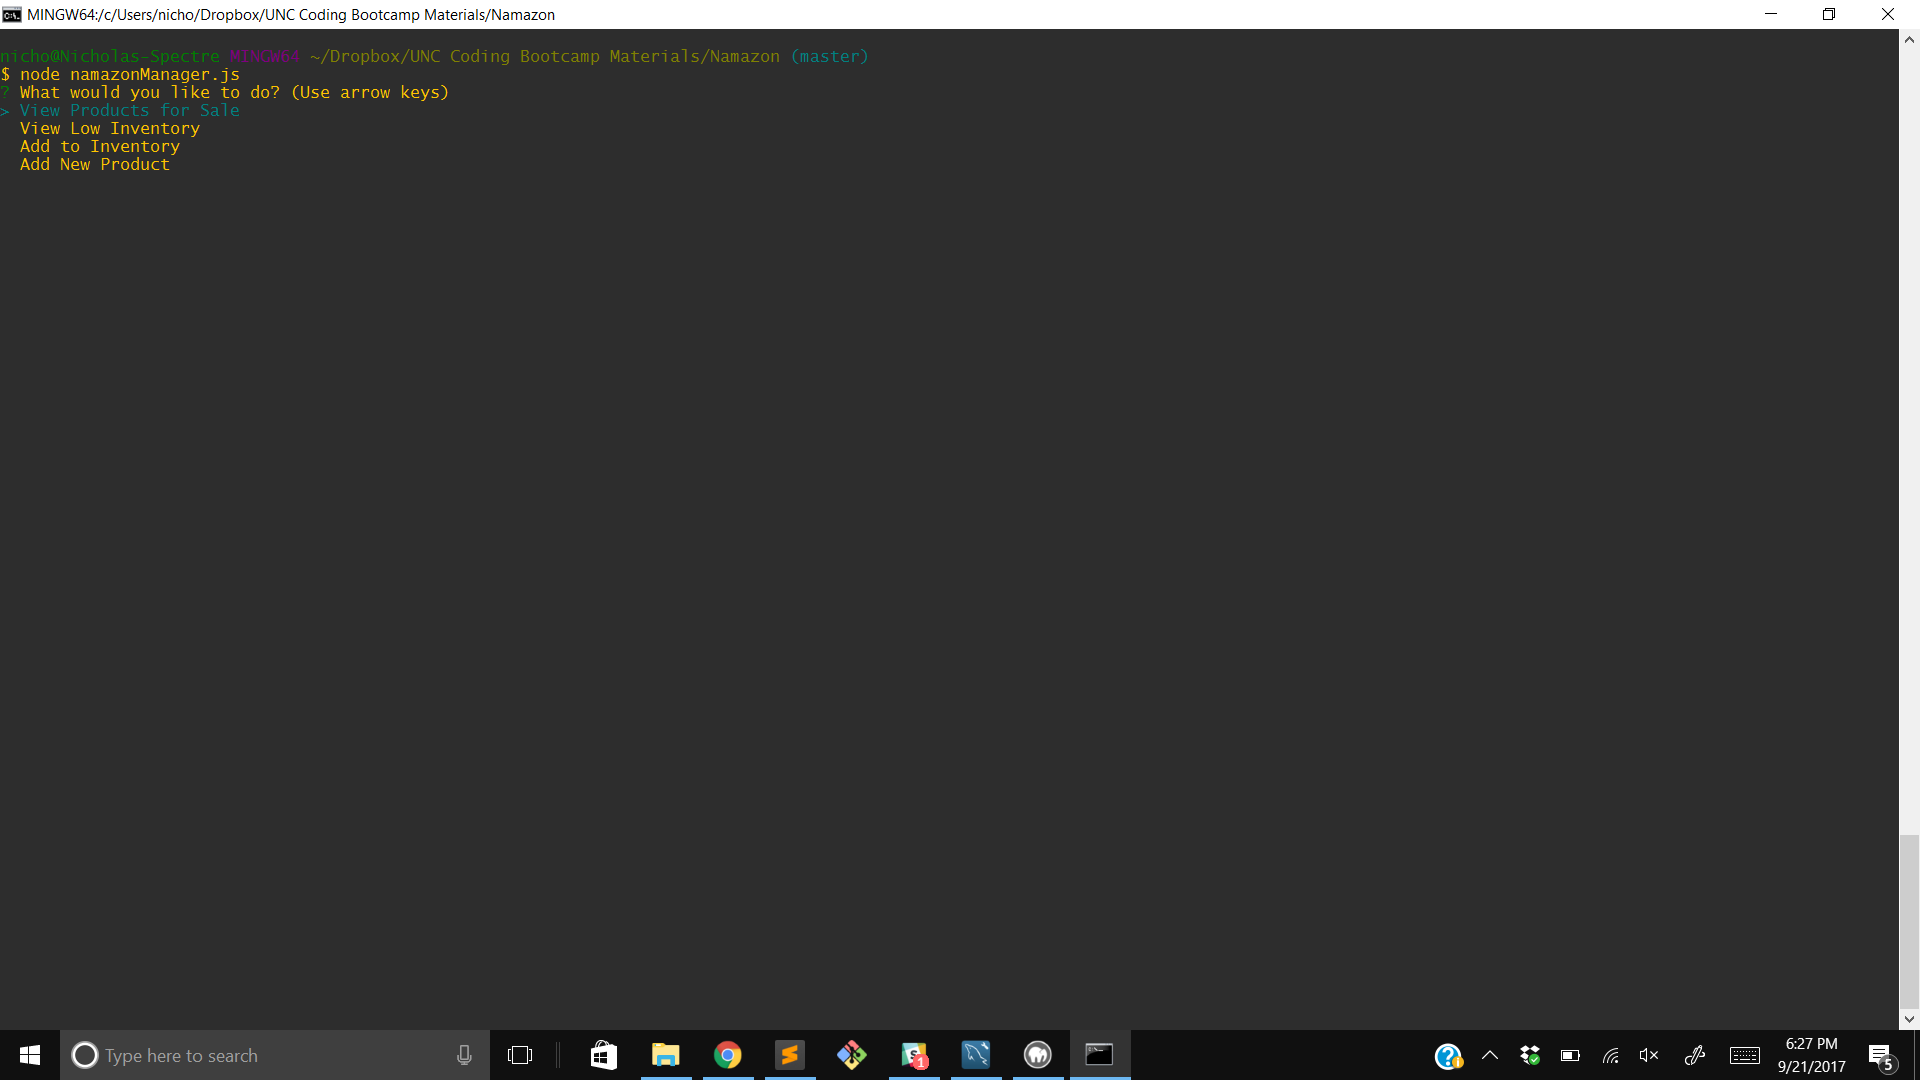 MINGW64:/c/Users/nicho/Dropbox/UNC Coding Bootcamp Materials/Namazon
nicho@Nicholas-Spectre MINGW64 ~/Dropbox/UNC Coding Bootcamp Materials/Namazon (master)
$ node namazonManager.js
? What would you like to do? (Use arrow keys)
> View Products for Sale
View Low Inventory
Add to Inventory
Add New Product
Type here to search
1
6:27 PM
9/21/2017
5